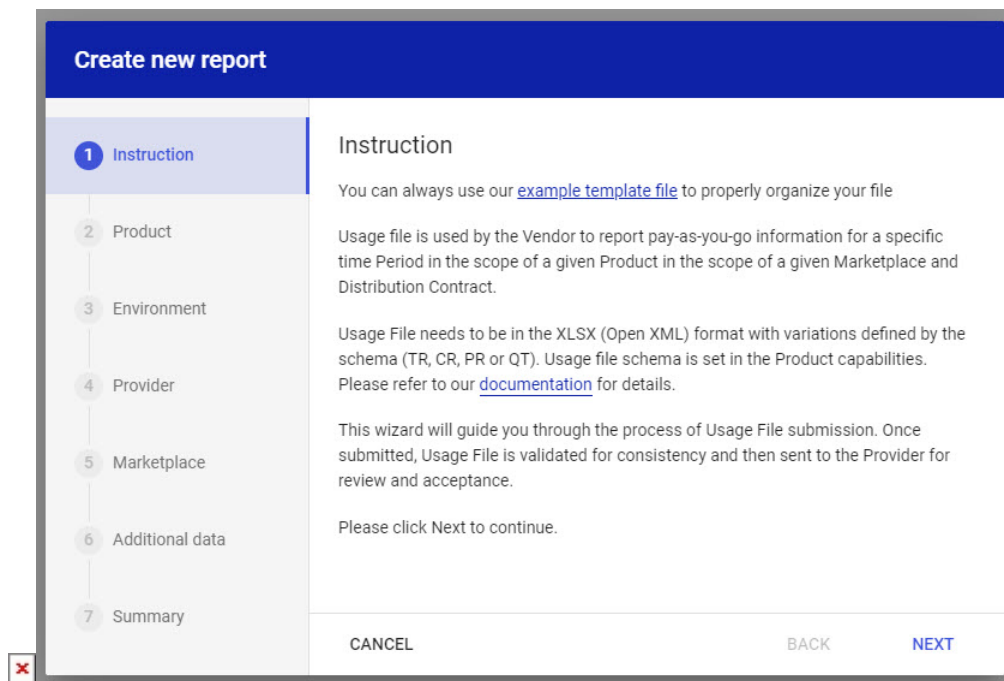 Create new report
1 Instruction
2 Product
3 Environment
4 Provider
5 Marketplace
6 Additional data
7 Summary
Instruction
You can always use our example template file to properly organize your file
Usage file is used by the Vendor to report pay-as-you-go information for a specific
time Period in the scope of a given Product in the scope of a given Marketplace and
Distribution Contract.
Usage File needs to be in the XLSX (Open XML) format with variations defined by the
schema (TR, CR, PR or QT). Usage file schema is set in the Product capabilities.
Please refer to our documentation for details.
This wizard will guide you through the process of Usage File submission. Once
submitted, Usage File is validated for consistency and then sent to the Provider for
review and acceptance.
Please click Next to continue.
CANCEL BACK NEXT